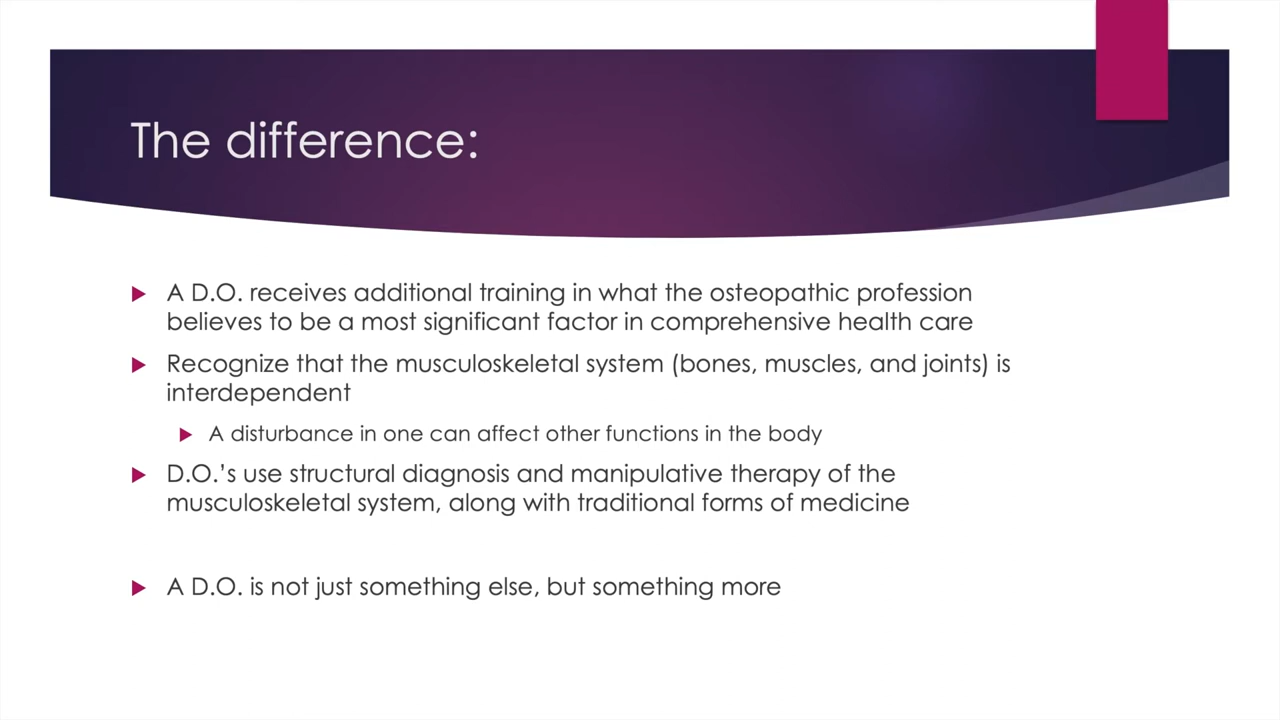 The difference:
A D.O. receives additional training in what the osteopathic profession
believes to be a most significant factor in comprehensive health care
Recognize that the musculoskeletal system (bones, muscles, and joints) is
interdependent
A disturbance in one can affect other functions in the body
D.O.'s use structural diagnosis and manipulative therapy of the
musculoskeletal system, along with traditional forms of medicine
A D.O. is not just something else, but something more